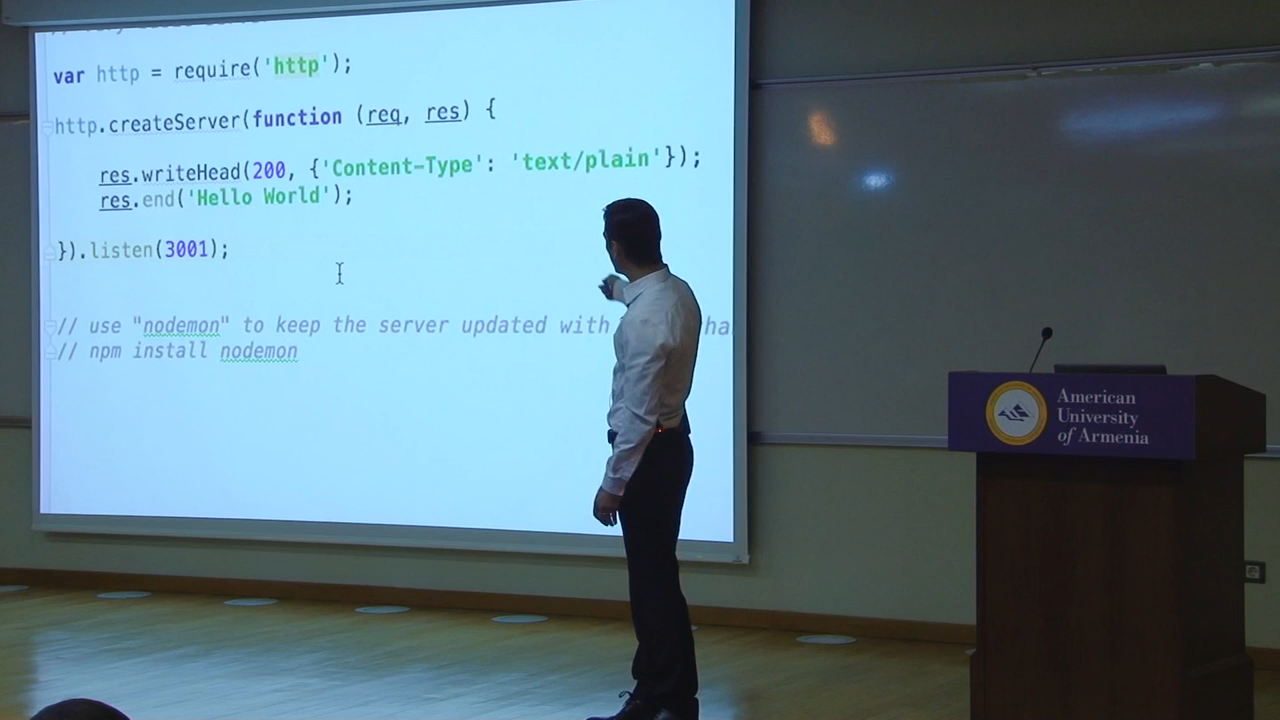 var http = require('http');
http.createServer(function (req, res) {
res.writeHead(200, {'Content-Type': 'text/plain'});
res.end('Hello World');
}).listen(3001);
// use "nodemon" to keep the server updated with
// npm install nodemon
American
University
of Armenia